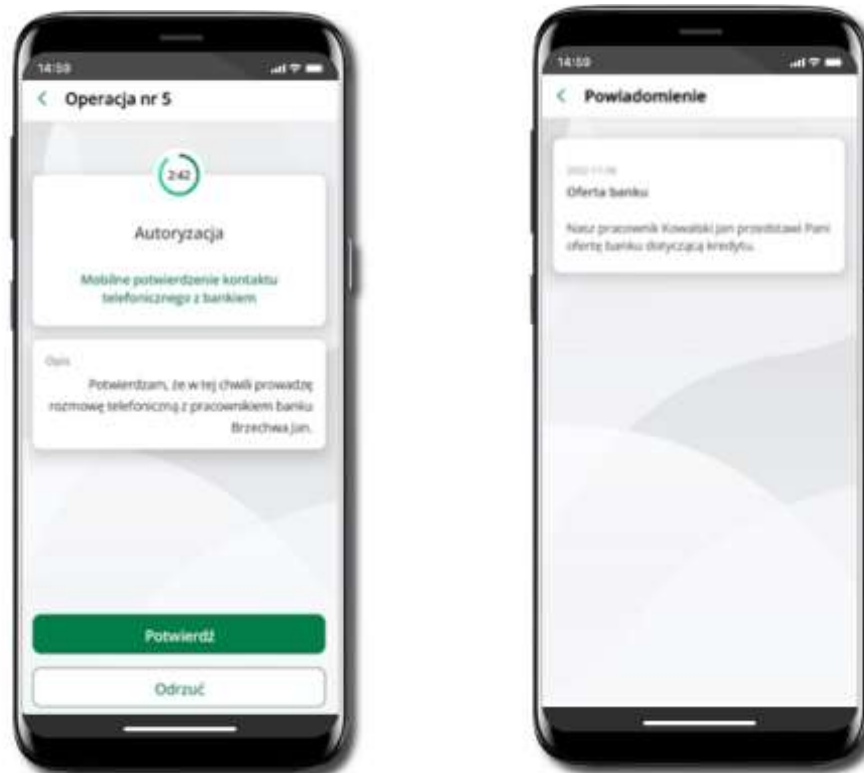 14:59
Operacja nr 5
2:42
Autoryzacja
Mobilne potwierdzenie kontaktu
telefonicznego z bankiem
Opis
Potwierdzam, że w tej chwili prowadzę
rozmowę telefoniczną z pracownikiem banku
Brzechwa Jan.
Potwierdź
Odrzuć
14:59
Powiadomienie
Oferta banku
Nasz pracownik Kowalski Jan przedstawi Pani
ofertę banku dotyczącą kredytu.